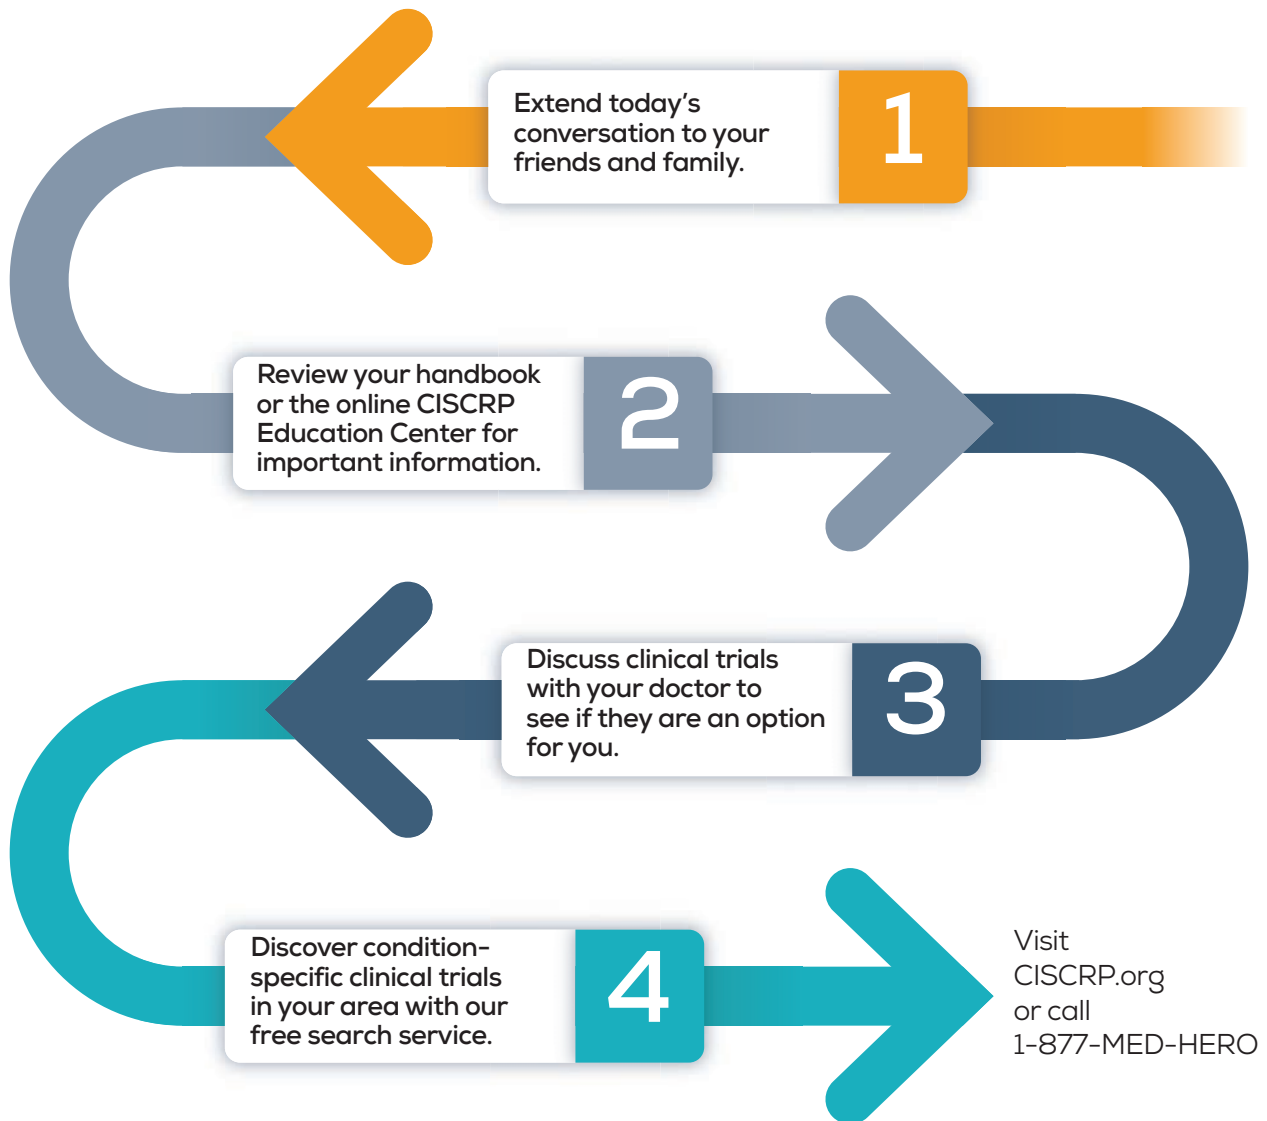 Extend today's
conversation to your
friends and family.
1
Review your handbook
or the online CISCRP
Education Center for
important information.
2
Discuss clinical trials
with your doctor to
see if they are an option
for you.
3
Discover condition-
specific clinical trials
in your area with our
free search service.
4
Visit
CISCRP.org
or call
1-877-MED-HERO